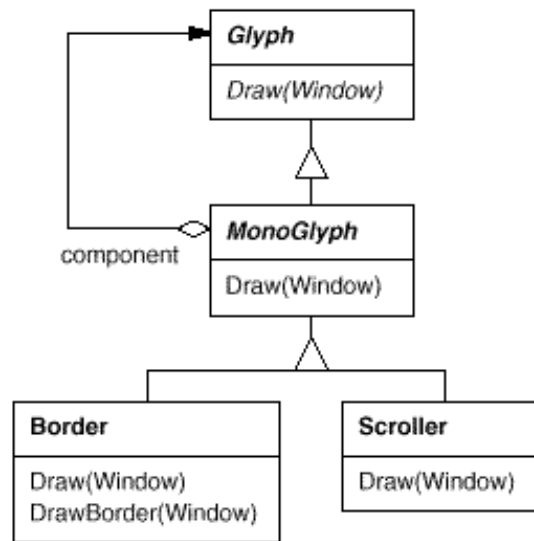 Glyph
Draw(Window)
MonoGlyph
component
Draw(Window)
Border
Draw(Window)
DrawBorder(Window)
Scroller
Draw(Window)